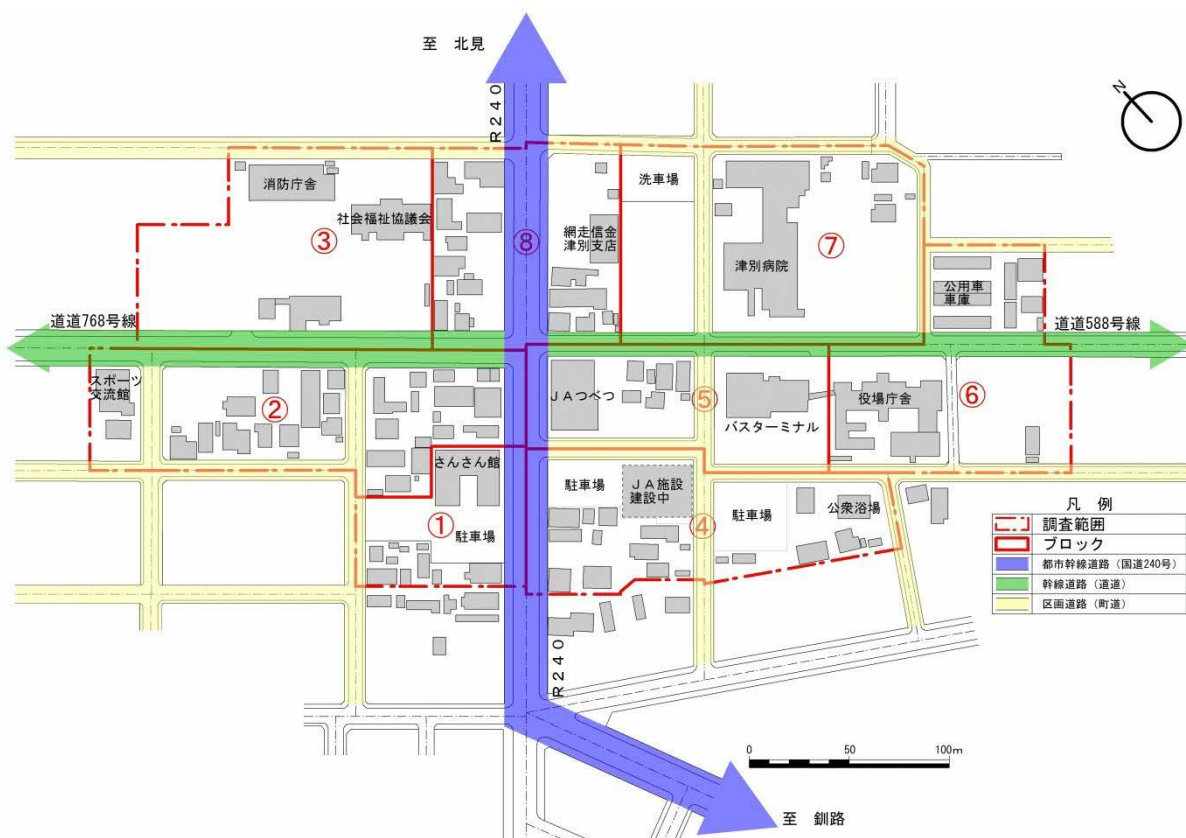 至 北見
R240
N
消防庁舎
社会福祉協議会
③
⑧
網走信金
津別支店
洗車場
津別病院
⑦
公用車
車庫
道道768号線
道道588号線
スポーツ
交流館
②
JAつべつ
⑤
バスターミナル
役場庁舎
⑥
さんさん館
①
駐車場
駐車場
JA施設
建設中
④
駐車場
公衆浴場
凡 例
調査範囲
ブロック
都市幹線道路(国道240号)
幹線道路(道道)
区画道路(町道)
R240
0 50 100m
至 釧路